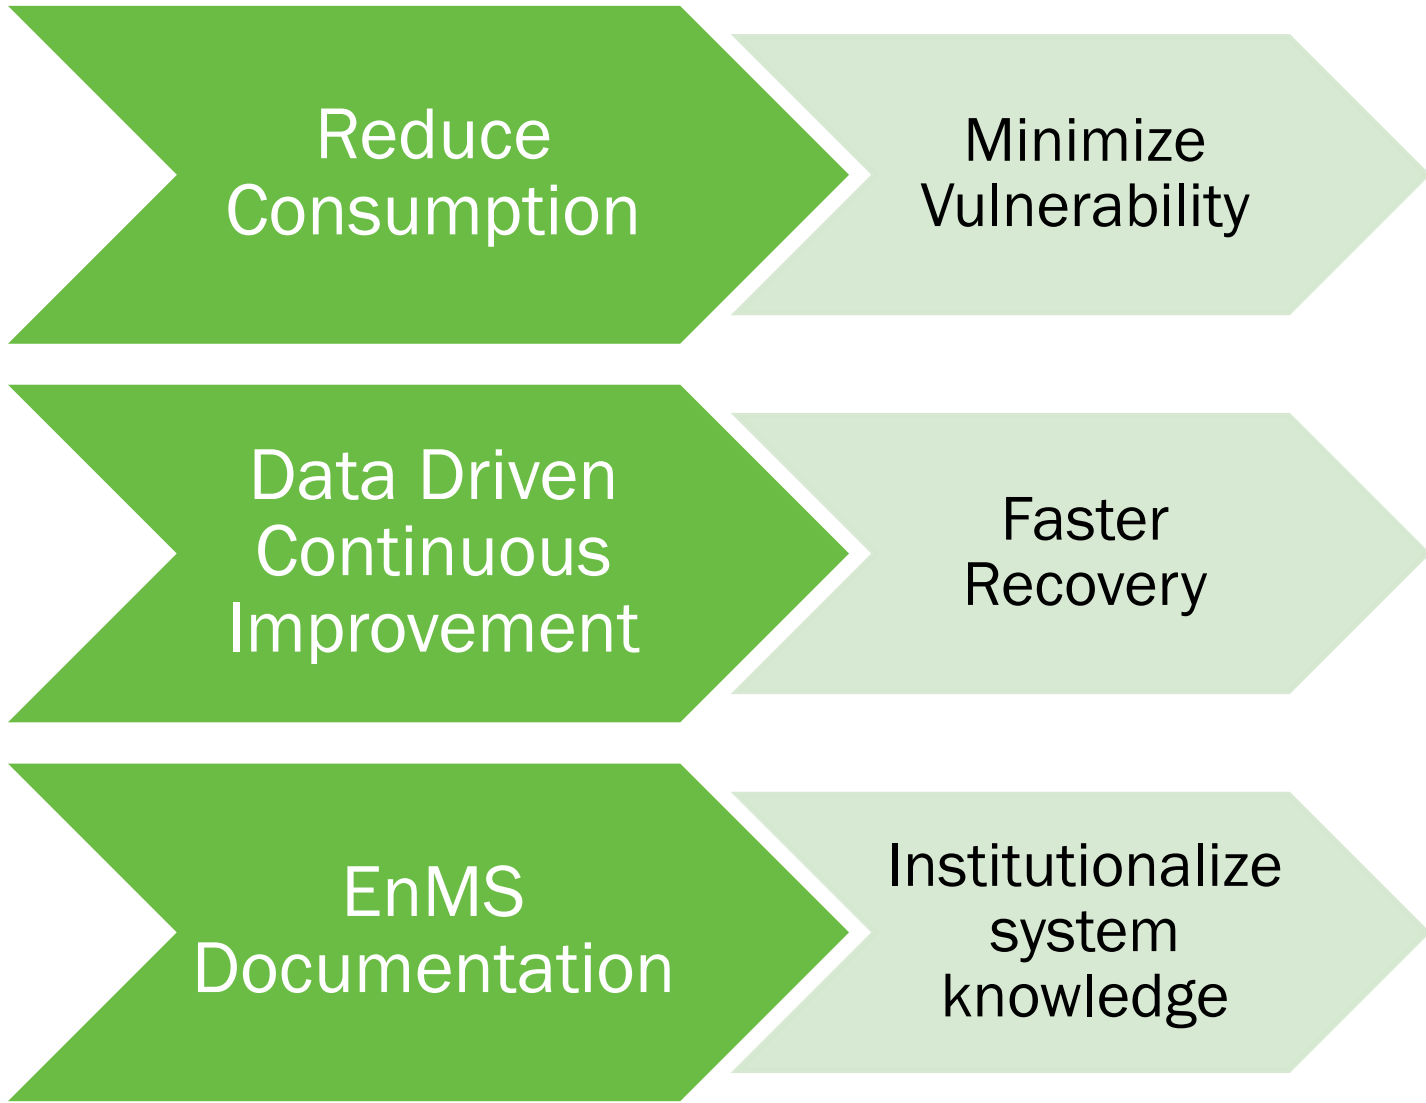 Reduce
Consumption
Minimize
Vulnerability
Data Driven
Continuous
Improvement
Faster
Recovery
EnMS
Documentation
Institutionalize
system
knowledge